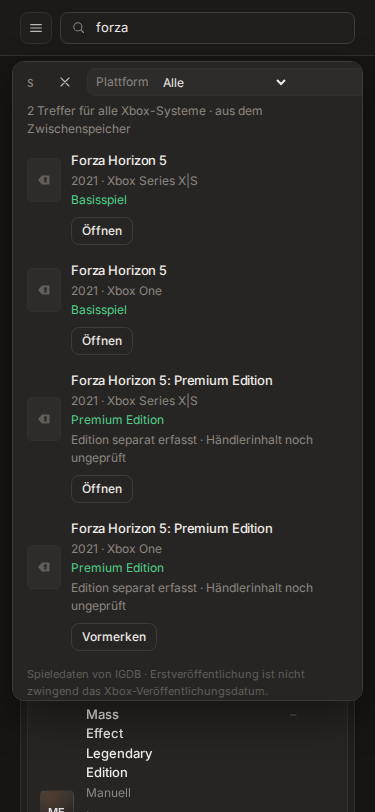 forza
S
Plattform Alle
2 Treffer für alle Xbox-Systeme · aus dem
Zwischenspeicher
Forza Horizon 5
2021 · Xbox Series X|S
Basisspiel
Öffnen
Forza Horizon 5
2021 · Xbox One
Basisspiel
Öffnen
Forza Horizon 5: Premium Edition
2021 · Xbox Series X|S
Premium Edition
Edition separat erfasst · Händlerinhalt noch
ungeprüft
Öffnen
Forza Horizon 5: Premium Edition
2021 · Xbox One
Premium Edition
Edition separat erfasst · Händlerinhalt noch
ungeprüft
Vormerken
Spieledaten von IGDB · Erstveröffentlichung ist nicht
zwingend das Xbox-Veröffentlichungsdatum.
Mass
Effect
Legendary
Edition
Manuell
–
ME